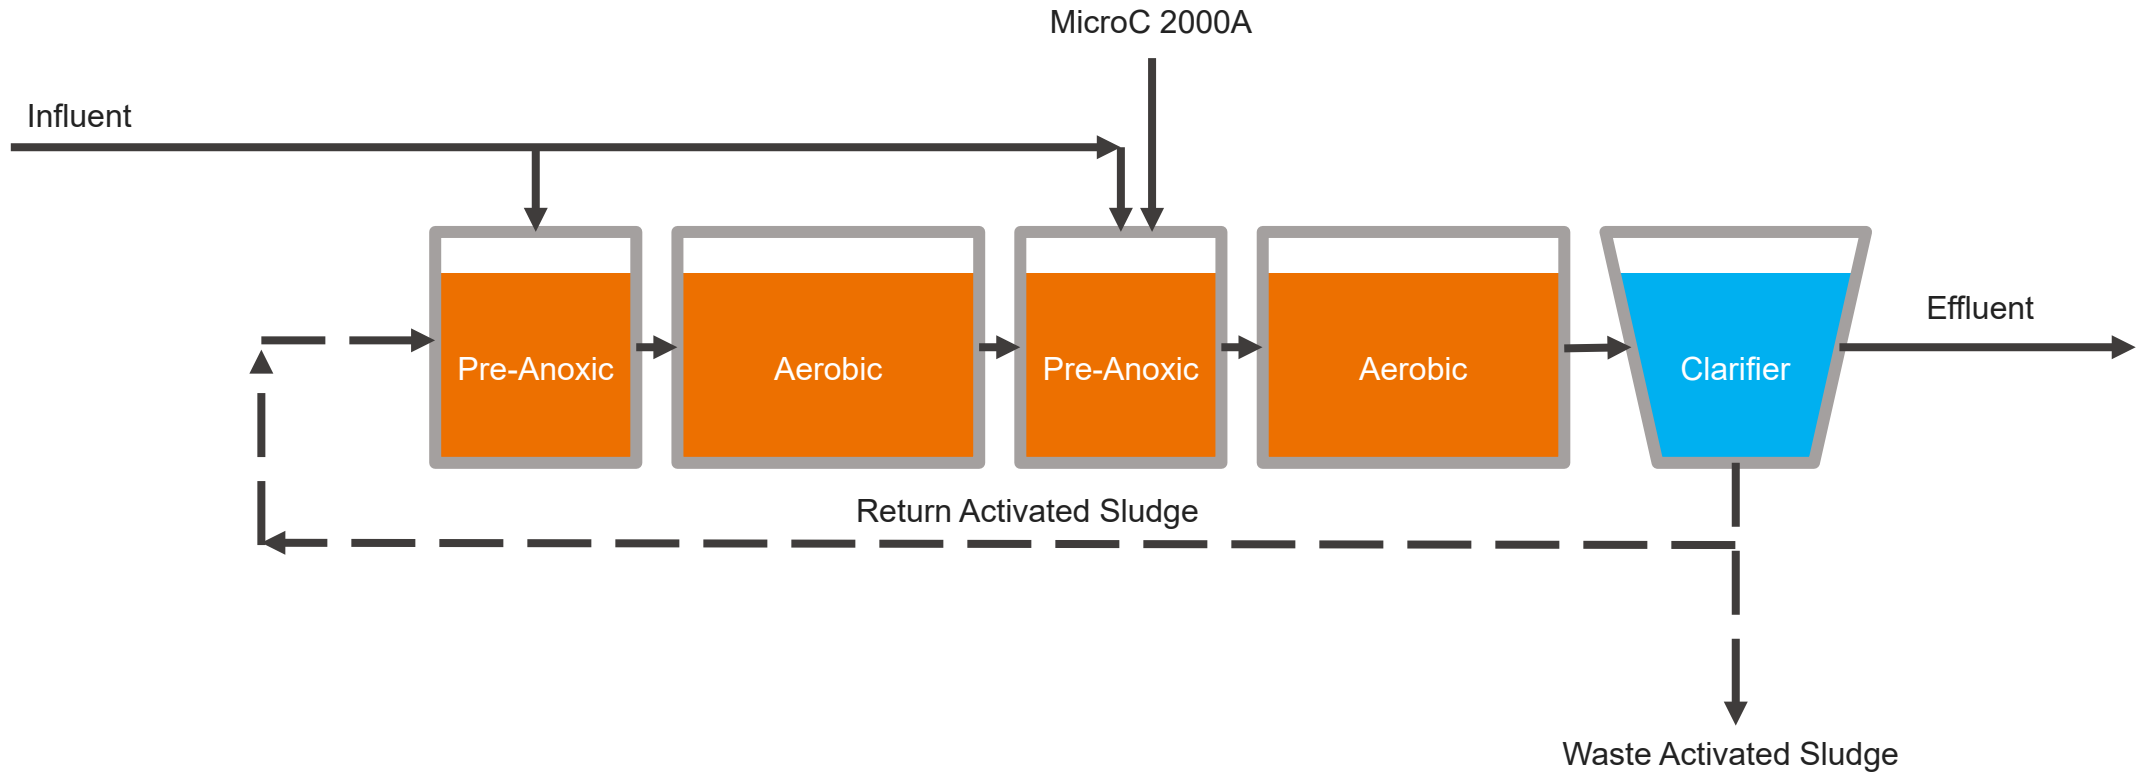 MicroC 2000A
Influent
Effluent
Pre-Anoxic
Aerobic
Pre-Anoxic
Aerobic
Clarifier
Return Activated Sludge
Waste Activated Sludge